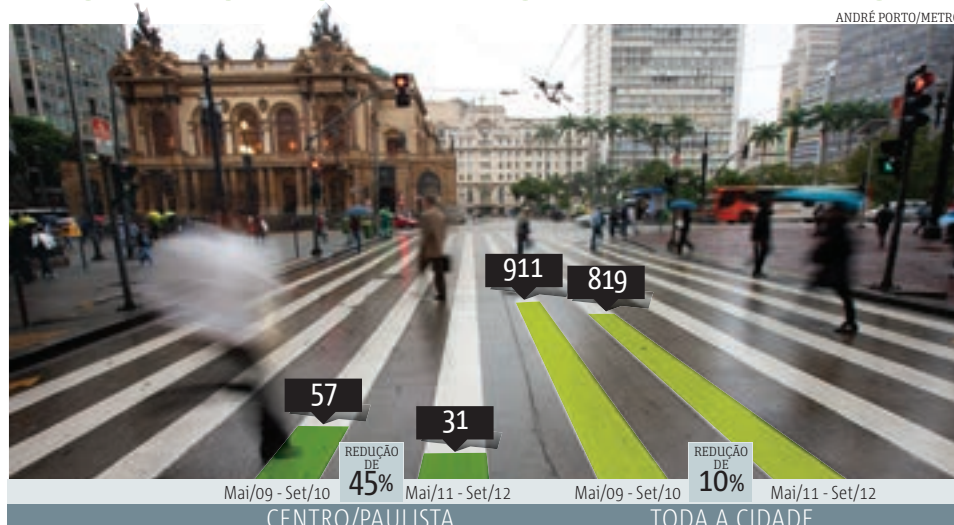 ANDRÉ PORTO/METRO
911
819
57
31
REDUÇÃO
DE
45%
REDUÇÃO
DE
10%
Mai/09 - Set/10
Mai/11 - Set/12
Mai/09 - Set/10
Mai/11 - Set/12
CENTRO/PAULISTA
TODA A CIDADE